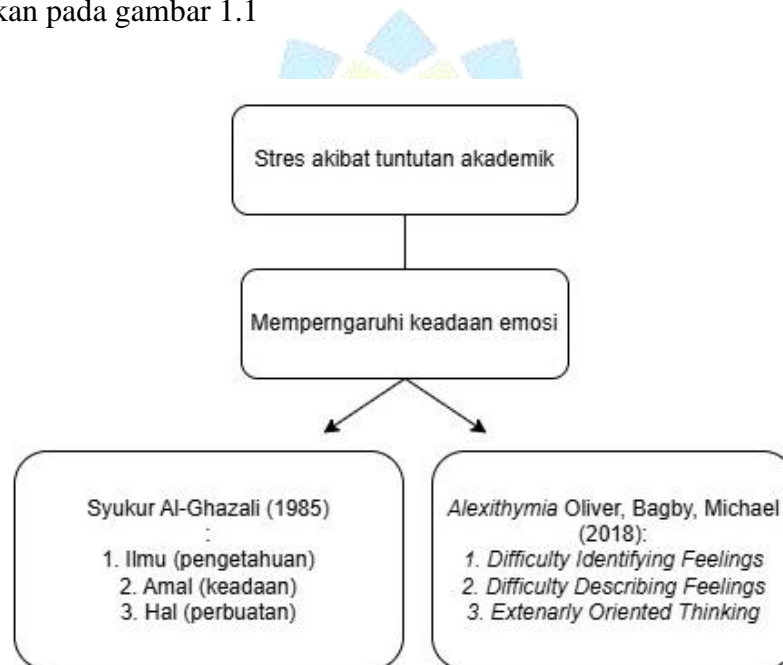 kan pada gambar 1.1
Stres akibat tuntutan akademik
Memperngaruhi keadaan emosi
Syukur Al-Ghazali (1985)
:
1. Ilmu (pengetahuan)
2. Amal (keadaan)
3. Hal (perbuatan)
Alexithymia Oliver, Bagby, Michael
(2018):
1. Difficulty Identifying Feelings
2. Difficulty Describing Feelings
3. Extenarly Oriented Thinking